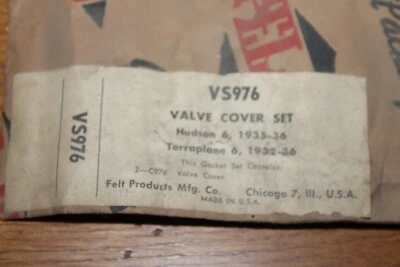 VS976
VS976
VALVE COVER SET
Hudson 6, 1933-36
Terraplane 6, 1932-36
This Gasket Set Contains:
2—C976 Valve Cover
Felt Products Mfg. Co. Chicago 7, Ill., U.S.A.
MADE IN U.S.A.